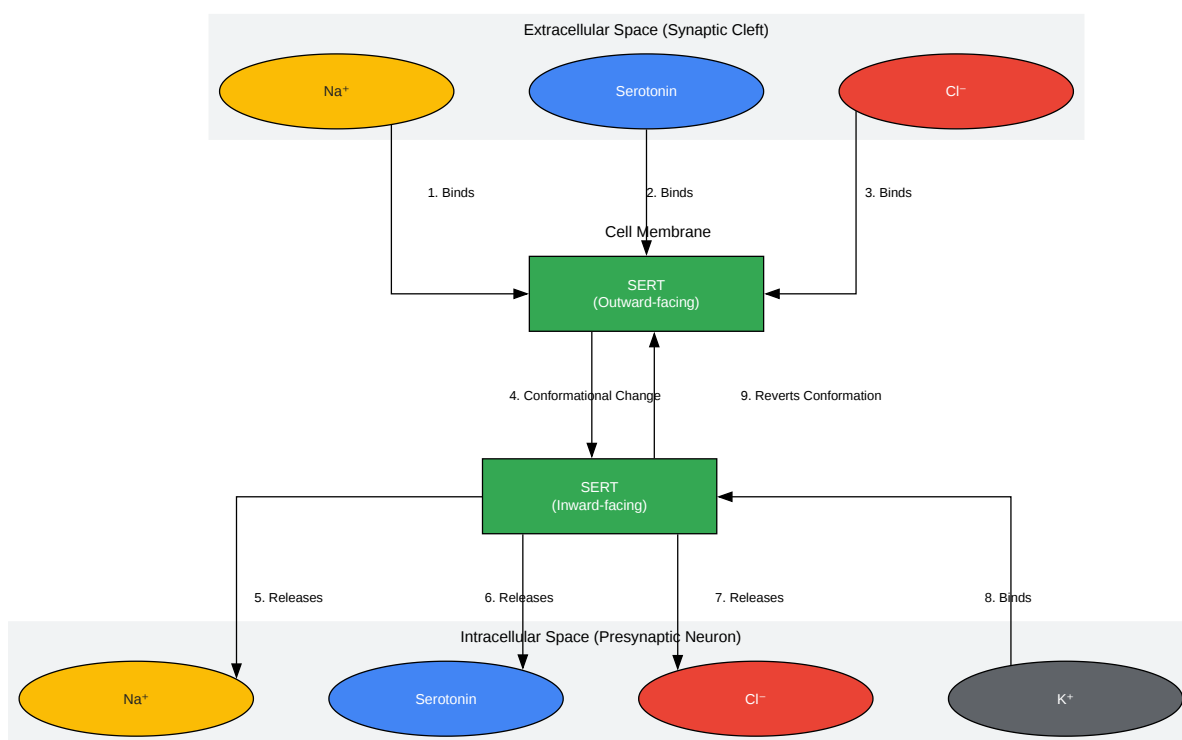 Extracellular Space (Synaptic Cleft)
Na⁺
Serotonin
Cl⁻
1. Binds
2. Binds
3. Binds
Cell Membrane
SERT
(Outward-facing)
4. Conformational Change
9. Reverts Conformation
SERT
(Inward-facing)
5. Releases
6. Releases
7. Releases
8. Binds
Intracellular Space (Presynaptic Neuron)
Na⁺
Serotonin
Cl⁻
K⁺